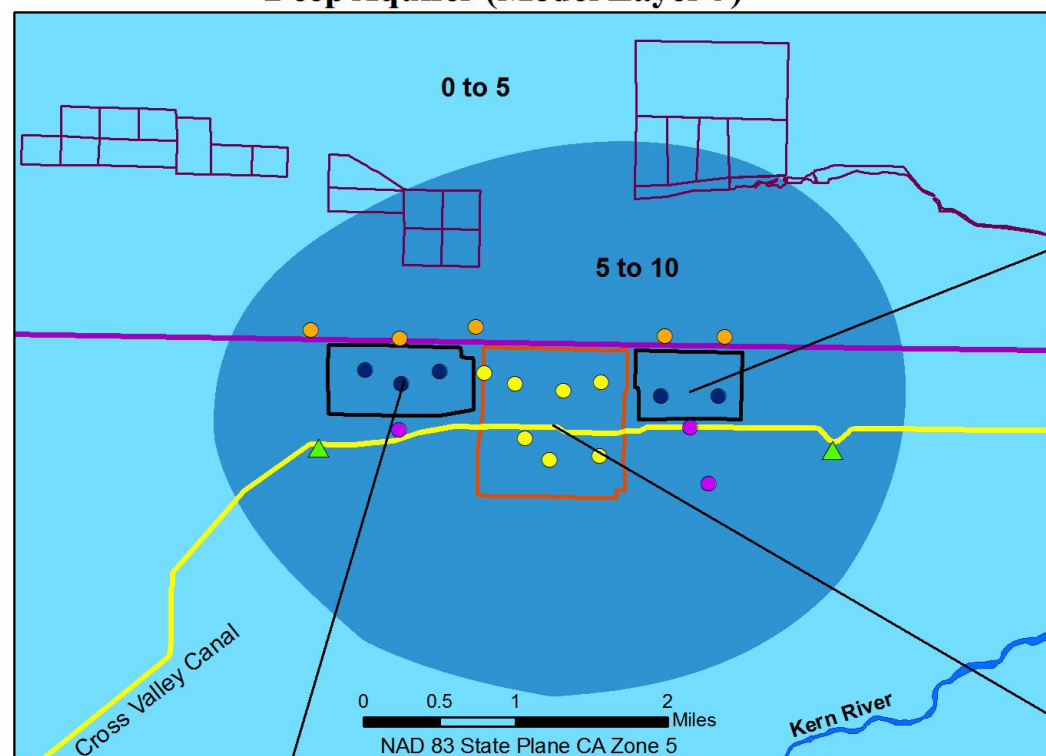 0 to 5
5 to 10
Cross Valley Canal
0 0.5 1 2
Miles
NAD 83 State Plane CA Zone 5
Kern River